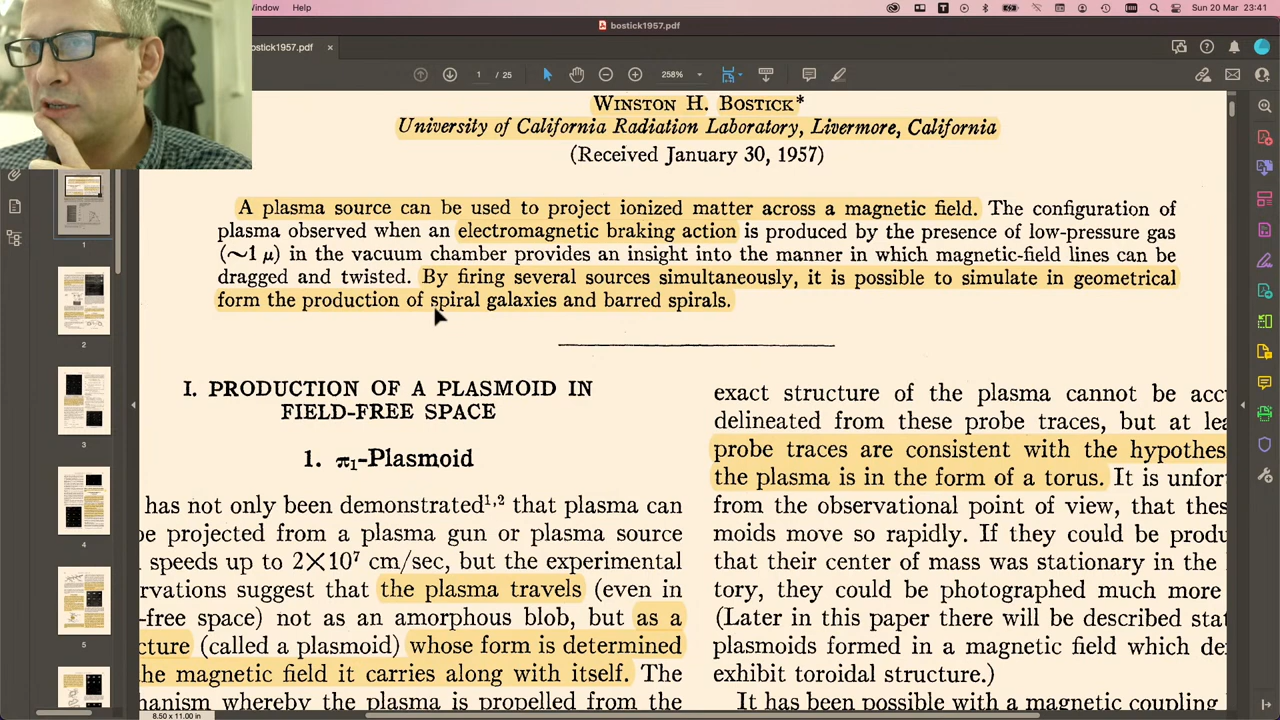 Window Help
Sun 20 Mar 23:41
bostick1957.pdf
ostick1957.pdf ×
1 / 25
258%
WINSTON H. BOSTICK*
University of California Radiation Laboratory, Livermore, California
(Received January 30, 1957)
A plasma source can be used to project ionized matter across a magnetic field. The configuration of
plasma observed when an electromagnetic braking action is produced by the presence of low-pressure gas
(∼1 μ) in the vacuum chamber provides an insight into the manner in which magnetic-field lines can be
dragged and twisted. By firing several sources simultaneously, it is possible to simulate in geometrical
form the production of spiral galaxies and barred spirals.
I. PRODUCTION OF A PLASMOID IN
FIELD-FREE SPACE
1. π₁-Plasmoid
has not only been demonstrated¹,² that plasma can
be projected from a plasma gun or plasma source
speeds up to 2×10⁷ cm/sec, but the experimental
rvations suggest that the plasma travels (even in
-free space) not as an amorphous blob, but as a
cture (called a plasmoid) whose form is determined
he magnetic field it carries along with itself. The
hanism whereby the plasma is propelled from the
exact structure of the plasma cannot be acc
delineated from these probe traces, but at lea
probe traces are consistent with the hypothes
the plasma is in the form of a torus. It is unfor
from the observational point of view, that thes
moids move so rapidly. If they could be produ
that their center of mass was stationary in the l
tory, they could be photographed much more
(Later in this paper there will be described stat
plasmoids formed in a magnetic field which de
exhibit toroidal structure.)
It has been possible with a magnetic coupling
1
2
3
4
5
8.50 x 11.00 in